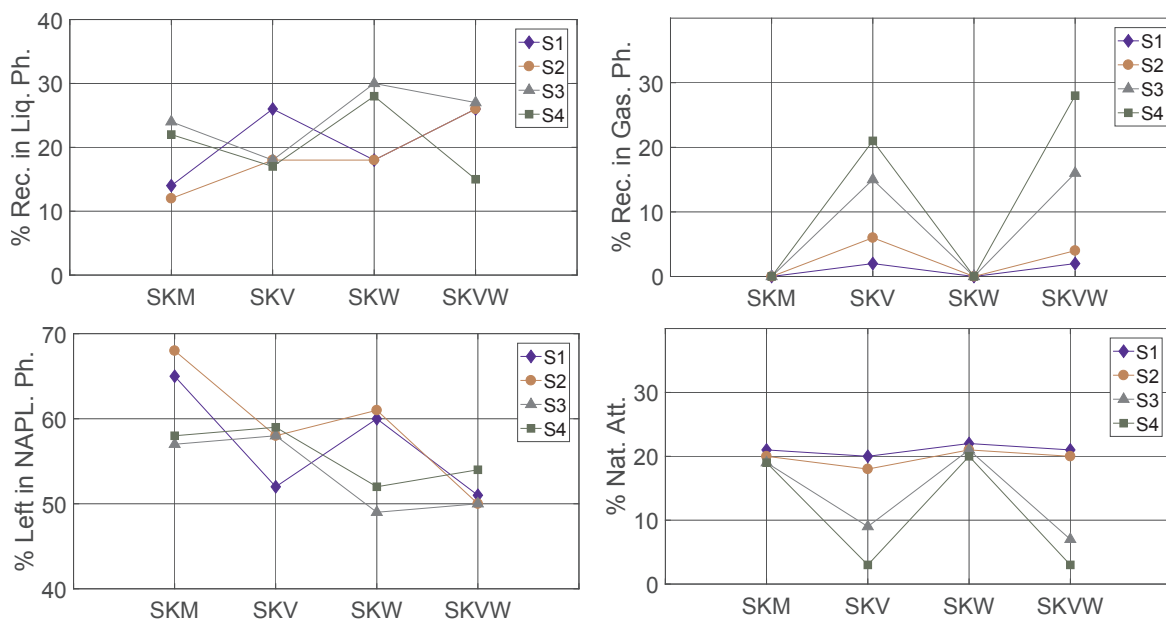 % Rec. in Liq. Ph.
40
30
20
10
0
SKM SKV SKW SKVW
S1
S2
S3
S4
% Rec. in Gas. Ph.
30
20
10
0
SKM SKV SKW SKVW
S1
S2
S3
S4
% Left in NAPL. Ph.
70
60
50
40
SKM SKV SKW SKVW
S1
S2
S3
S4
% Nat. Att.
30
20
10
0
SKM SKV SKW SKVW
S1
S2
S3
S4